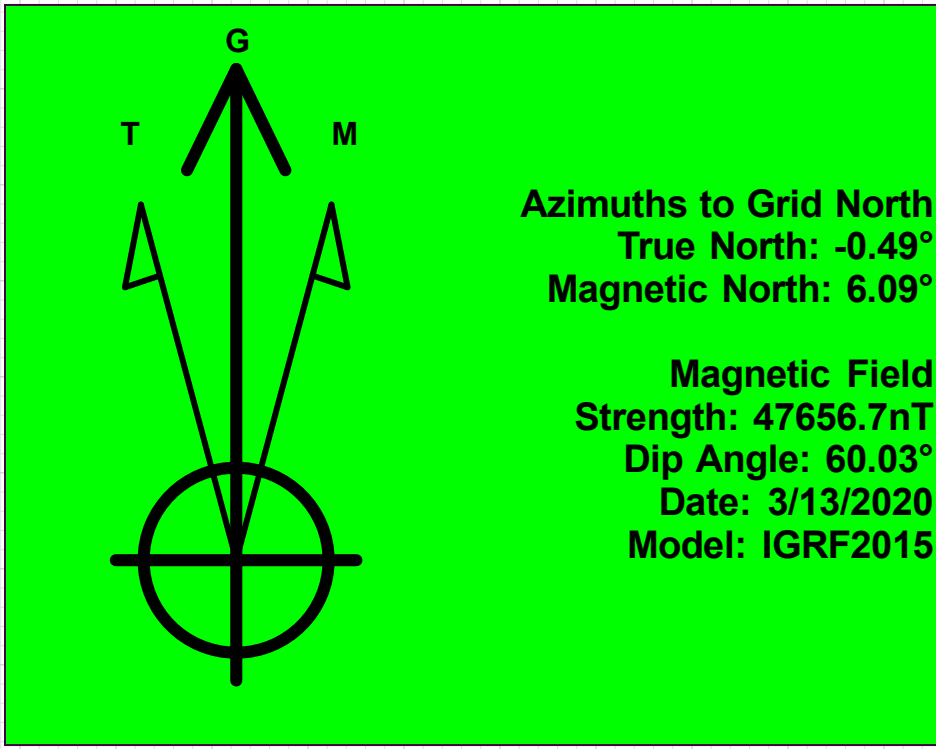 G
T
M
Azimuths to Grid North
True North: -0.49°
Magnetic North: 6.09°
Magnetic Field
Strength: 47656.7nT
Dip Angle: 60.03°
Date: 3/13/2020
Model: IGRF2015